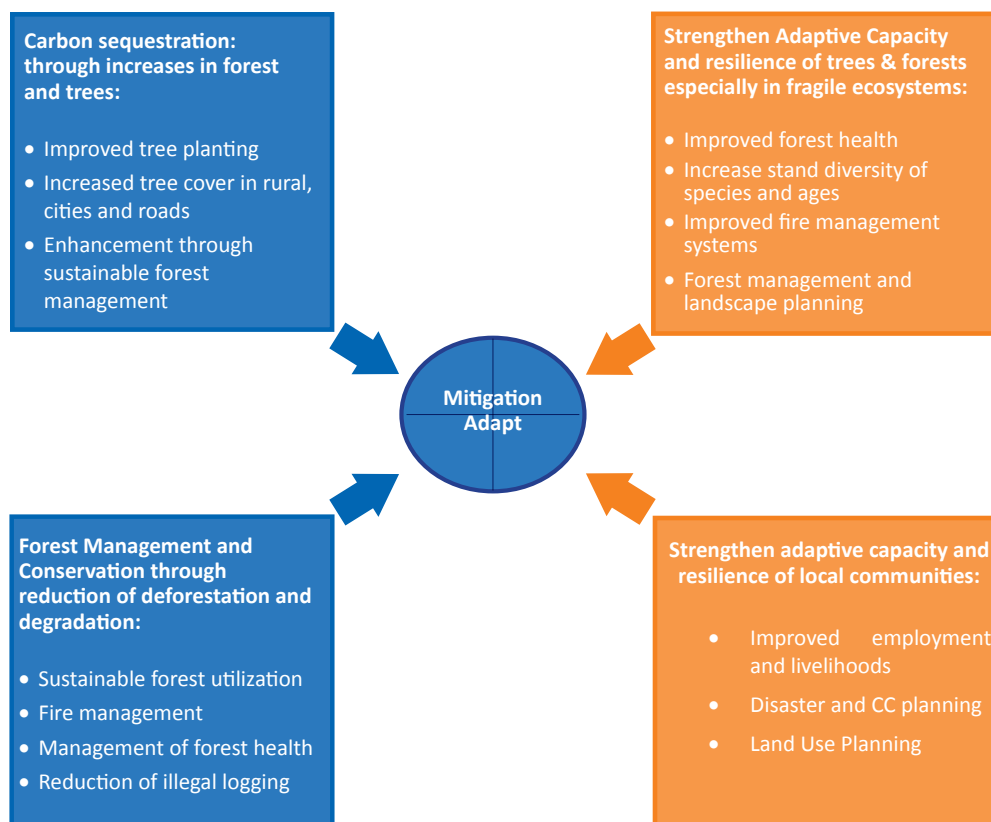 Carbon sequestration:
through increases in forest
and trees:
• Improved tree planting
• Increased tree cover in rural,
cities and roads
• Enhancement through
sustainable forest
management
Strengthen Adaptive Capacity
and resilience of trees & forests
especially in fragile ecosystems:
• Improved forest health
• Increase stand diversity of
species and ages
• Improved fire management
systems
• Forest management and
landscape planning
Mitigation
Adapt
Forest Management and
Conservation through
reduction of deforestation and
degradation:
• Sustainable forest utilization
• Fire management
• Management of forest health
• Reduction of illegal logging
Strengthen adaptive capacity and
resilience of local communities:
• Improved employment
and livelihoods
• Disaster and CC planning
• Land Use Planning